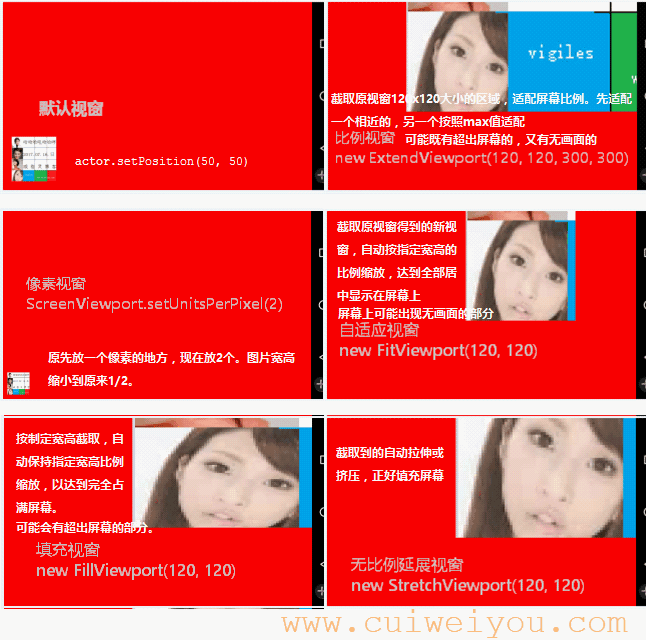 默认视窗
actor.setPosition(50, 50)
vigiles
截取原视窗120x120大小的区域，适配屏幕比例。先适配
一个相近的，另一个按照max值适配
比例视窗 可能既有超出屏幕的，又有无画面的
new ExtendViewport(120, 120, 300, 300)
像素视窗
ScreenViewport.setUnitsPerPixel(2)
原先放一个像素的地方，现在放2个。图片宽高
缩小到原来1/2。
截取原视窗得到的新视
窗，自动按指定宽高的
比例缩放，达到全部居
中显示在屏幕上
屏幕上可能出现无画面的部分
自适应视窗
new FitViewport(120, 120)
按制定宽高截取，自
动保持指定宽高比例
缩放，以达到完全占
满屏幕。
可能会有超出屏幕的部分。
填充视窗
new FillViewport(120, 120)
截取到的自动拉伸或
挤压，正好填充屏幕
无比例延展视窗
new StretchViewport(120, 120)
www.cuiweiyou.com